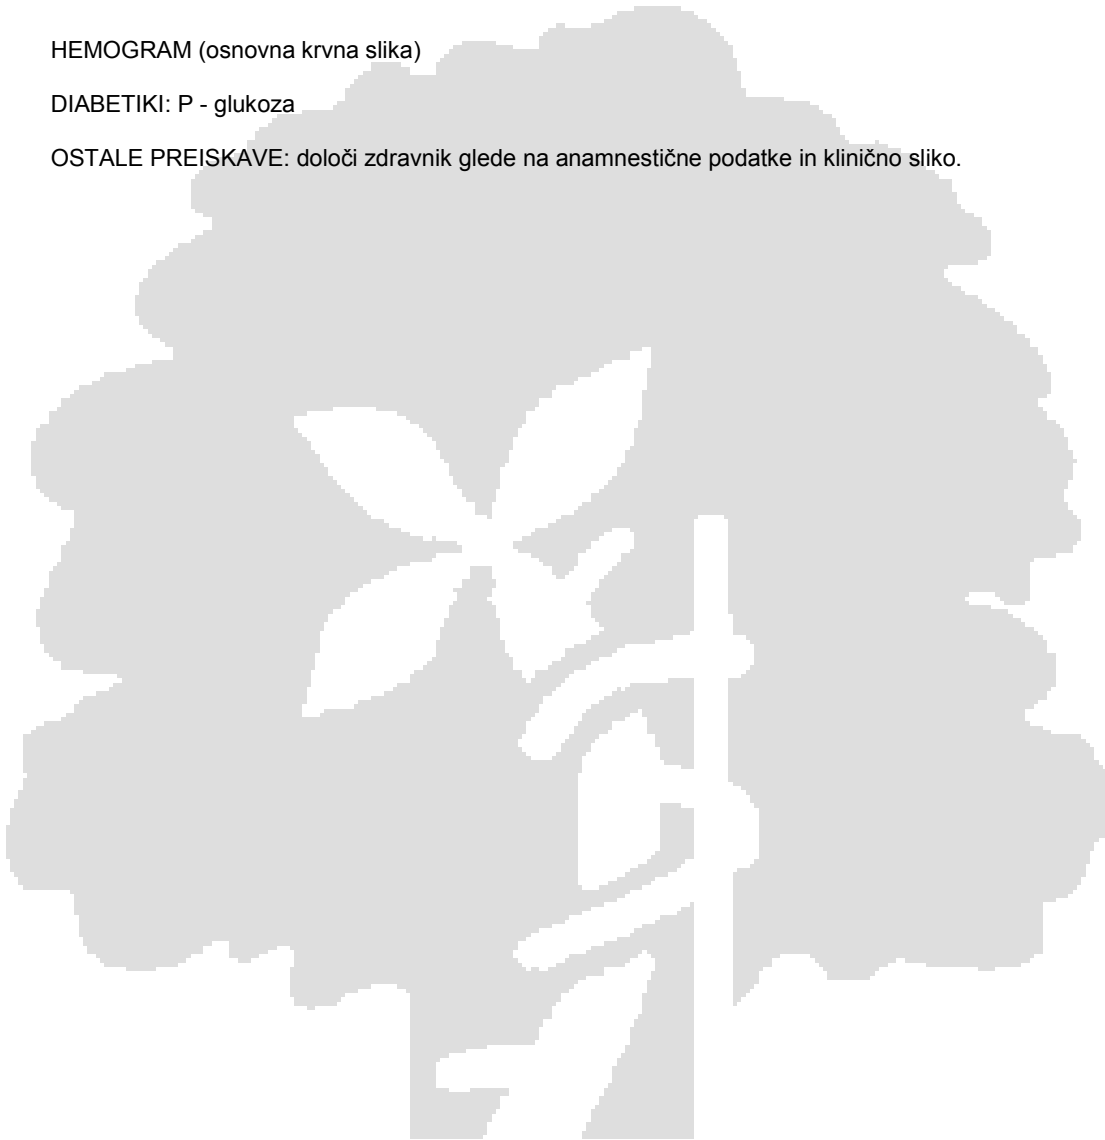 HEMOGRAM (osnovna krvna slika)
DIABETIKI: P - glukoza
OSTALE PREISKAVE: določi zdravnik glede na anamnestične podatke in klinično sliko.